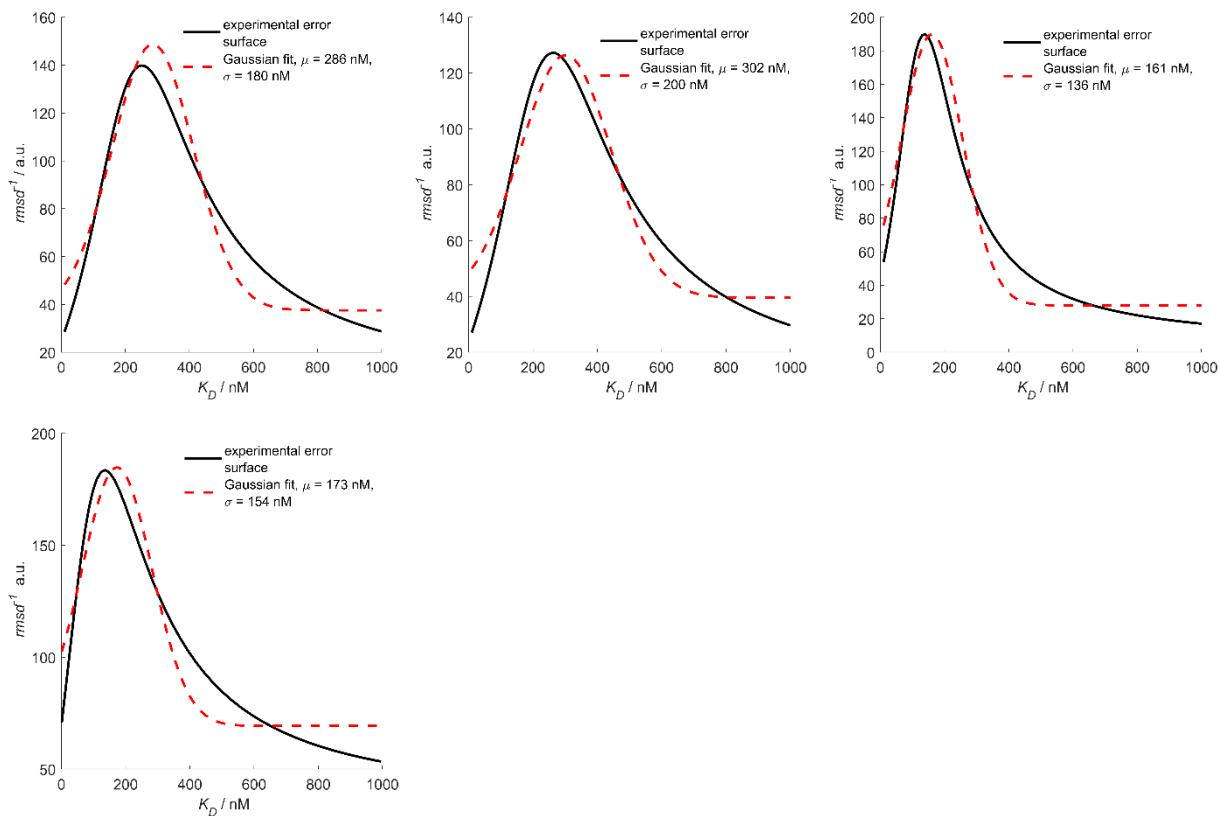 160
140
120
100
80
60
40
20
rmsd⁻¹ / a.u.
experimental error
surface
Gaussian fit, μ = 286 nM,
σ = 180 nM
0 200 400 600 800 1000
K_D / nM
140
120
100
80
60
40
20
rmsd⁻¹ a.u.
experimental error
surface
Gaussian fit, μ = 302 nM,
σ = 200 nM
0 200 400 600 800 1000
K_D / nM
200
180
160
140
120
100
80
60
40
20
0
rmsd⁻¹ a.u.
experimental error
surface
Gaussian fit, μ = 161 nM,
σ = 136 nM
0 200 400 600 800 1000
K_D / nM
200
150
100
50
rmsd⁻¹ a.u.
experimental error
surface
Gaussian fit, μ = 173 nM,
σ = 154 nM
0 200 400 600 800 1000
K_D / nM